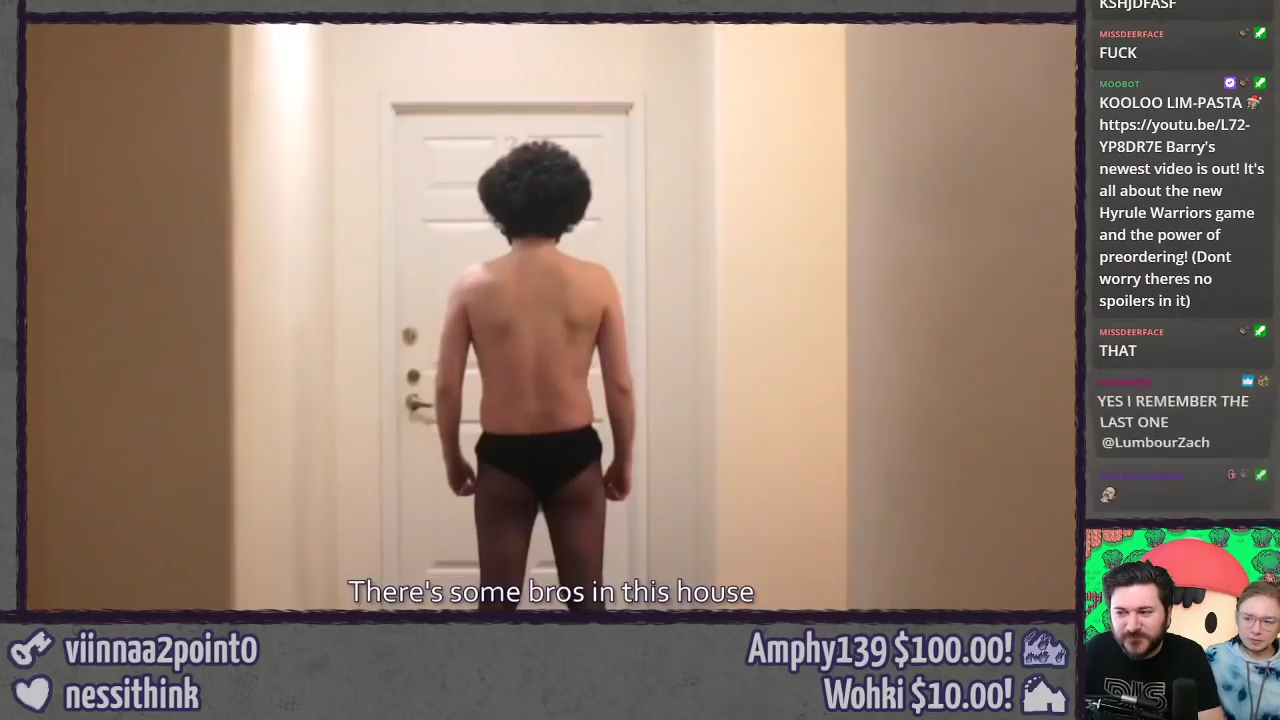 There's some bros in this house
viinnaa2point0
nessithink
Amphy139 $100.00!
Wohki $10.00!
KSHJDFASF
MISSDEERFACE
FUCK
MOOBOT
KOOLOO LIM-PASTA
https://youtu.be/L72-
YP8DR7E Barry's
newest video is out! It's
all about the new
Hyrule Warriors game
and the power of
preordering! (Dont
worry theres no
spoilers in it)
MISSDEERFACE
THAT
YES I REMEMBER THE
LAST ONE
@LumbourZach